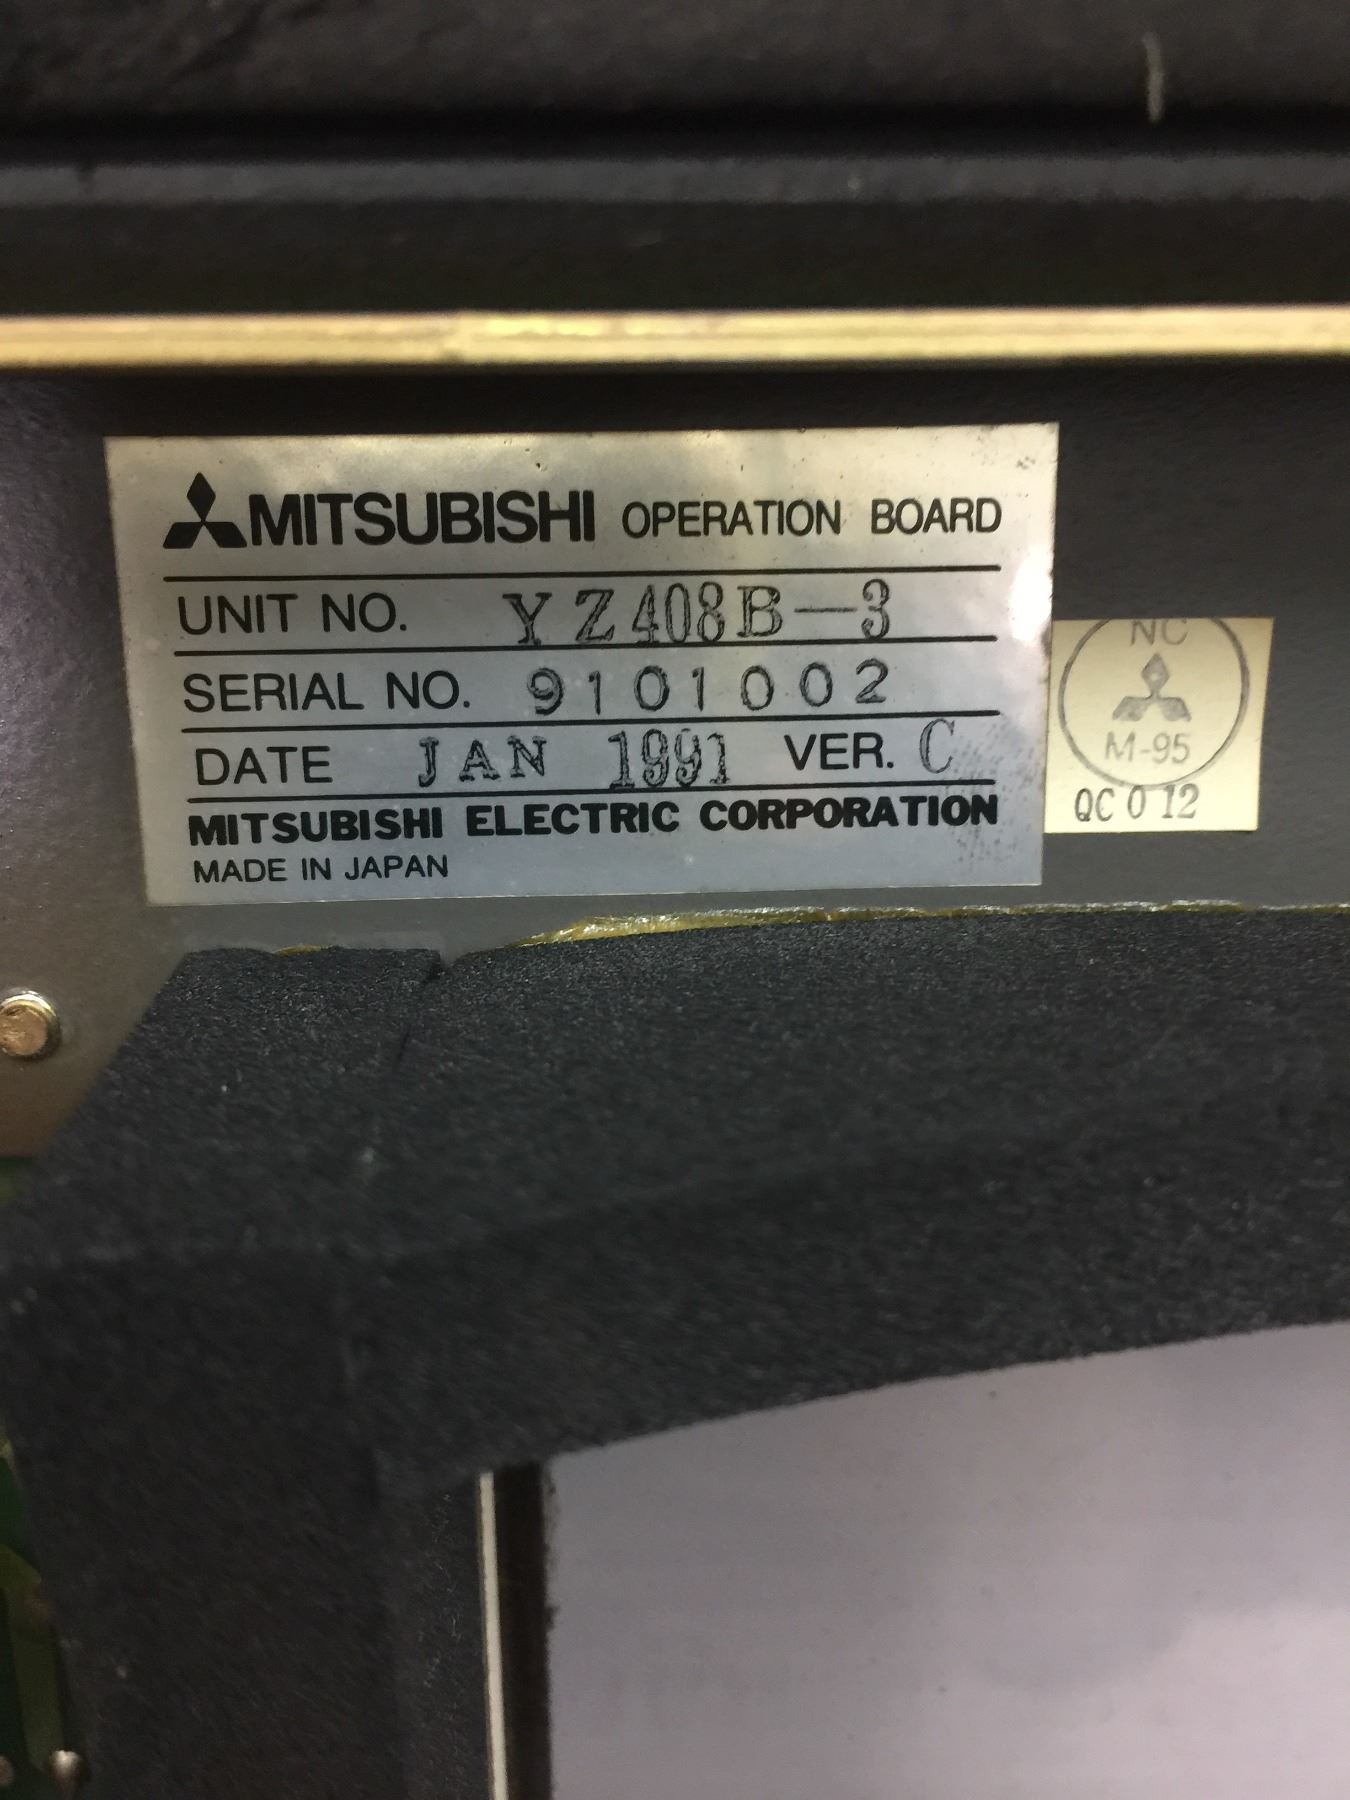 MITSUBISHI OPERATION BOARD
UNIT NO. YZ408B-3
SERIAL NO. 9101002
DATE JAN 1991 VER. C
MITSUBISHI ELECTRIC CORPORATION
MADE IN JAPAN
NC
M-95
QC 0 12